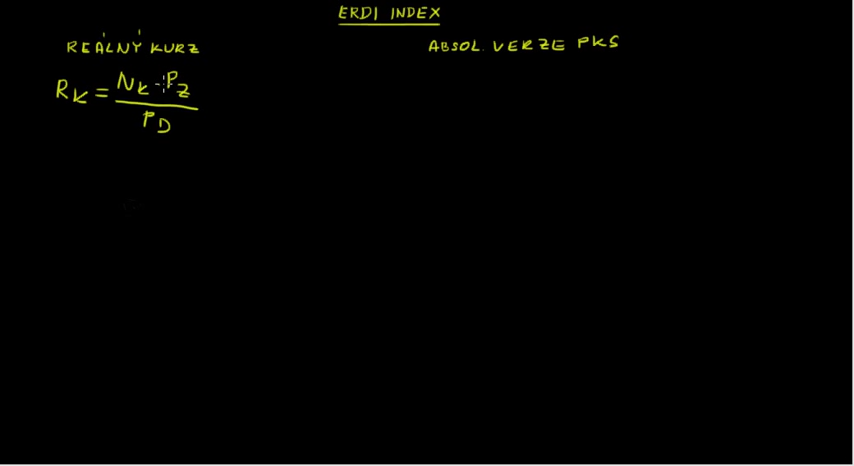 ERDI INDEX
REÁLNÝ KURZ
ABSOL. VERZE PKS
R_K = N_K · P_Z / P_D